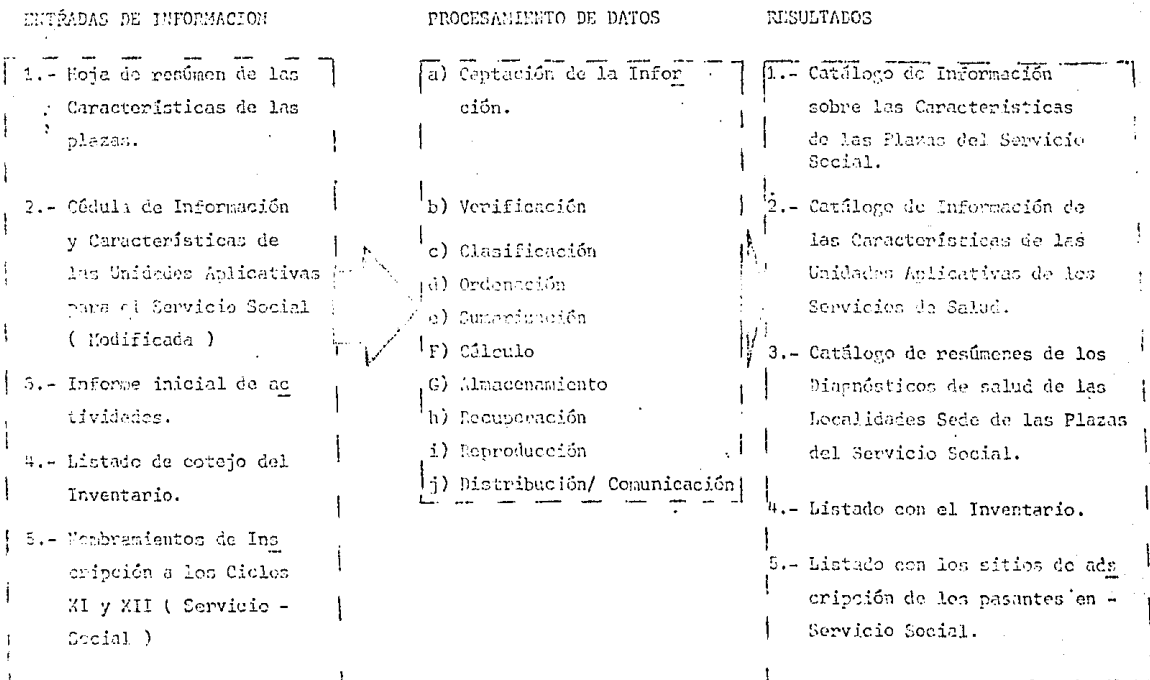 ENTRADAS DE INFORMACION
1.- Hoja de resúmen de las
Características de las
plazas.
2.- Cédula de Información
y Características de
las Unidades Aplicativas
para el Servicio Social
( Modificada )
3.- Informe inicial de ac
tividades.
4.- Listado de cotejo del
Inventario.
5.- Nombramientos de Ins
cripción a los Ciclos
XI y XII ( Servicio -
Social )
PROCESAMIENTO DE DATOS
a) Captación de la Infor
ción.
b) Verificación
c) Clasificación
d) Ordenación
e) Sumarización
F) Cálculo
G) Almacenamiento
h) Recuperación
i) Reproducción
j) Distribución/ Comunicación
RESULTADOS
1.- Catálogo de Información
sobre las Características
de las Plazas del Servicio
Social.
2.- Catálogo de Información de
las Características de las
Unidades Aplicativas de los
Servicios de Salud.
3.- Catálogo de resúmenes de los
Diagnósticos de salud de las
Localidades Sede de las Plazas
del Servicio Social.
4.- Listado con el Inventario.
5.- Listado con los sitios de ads
cripción de los pasantes en -
Servicio Social.